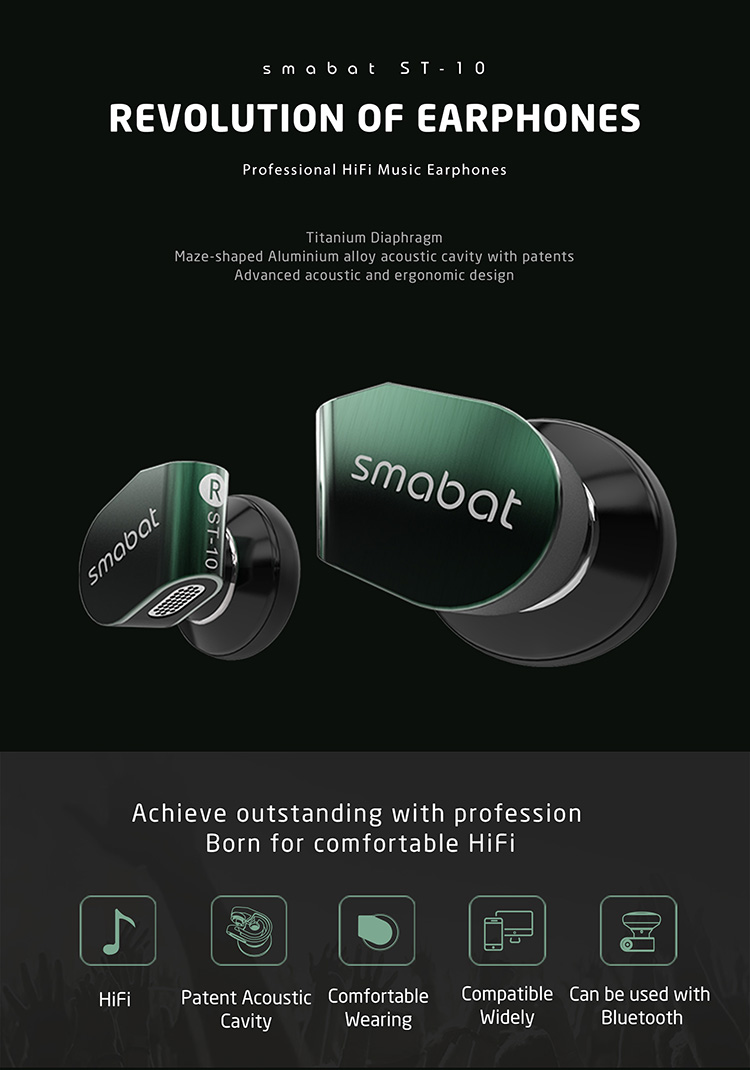 smabat ST-10
REVOLUTION OF EARPHONES
Professional HiFi Music Earphones
Titanium Diaphragm
Maze-shaped Aluminium alloy acoustic cavity with patents
Advanced acoustic and ergonomic design
smabat
R
ST-10
smabat
Achieve outstanding with profession
Born for comfortable HiFi
HiFi
Patent Acoustic
Cavity
Comfortable
Wearing
Compatible
Widely
Can be used with
Bluetooth